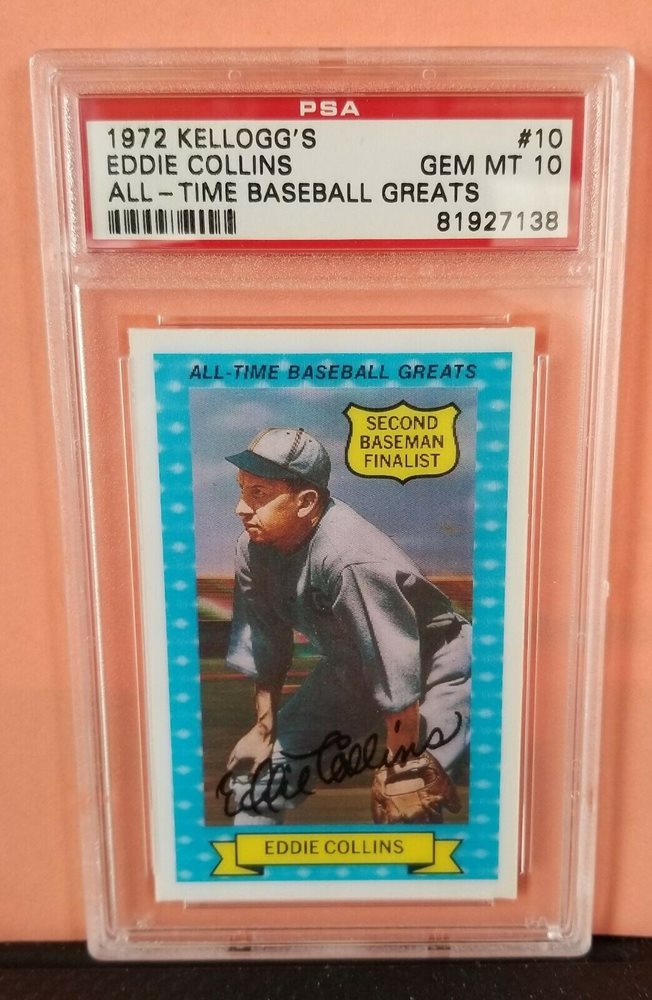 PSA
1972 KELLOGG'S #10
EDDIE COLLINS GEM MT 10
ALL-TIME BASEBALL GREATS
81927138
ALL-TIME BASEBALL GREATS
SECOND
BASEMAN
FINALIST
Eddie Collins
EDDIE COLLINS